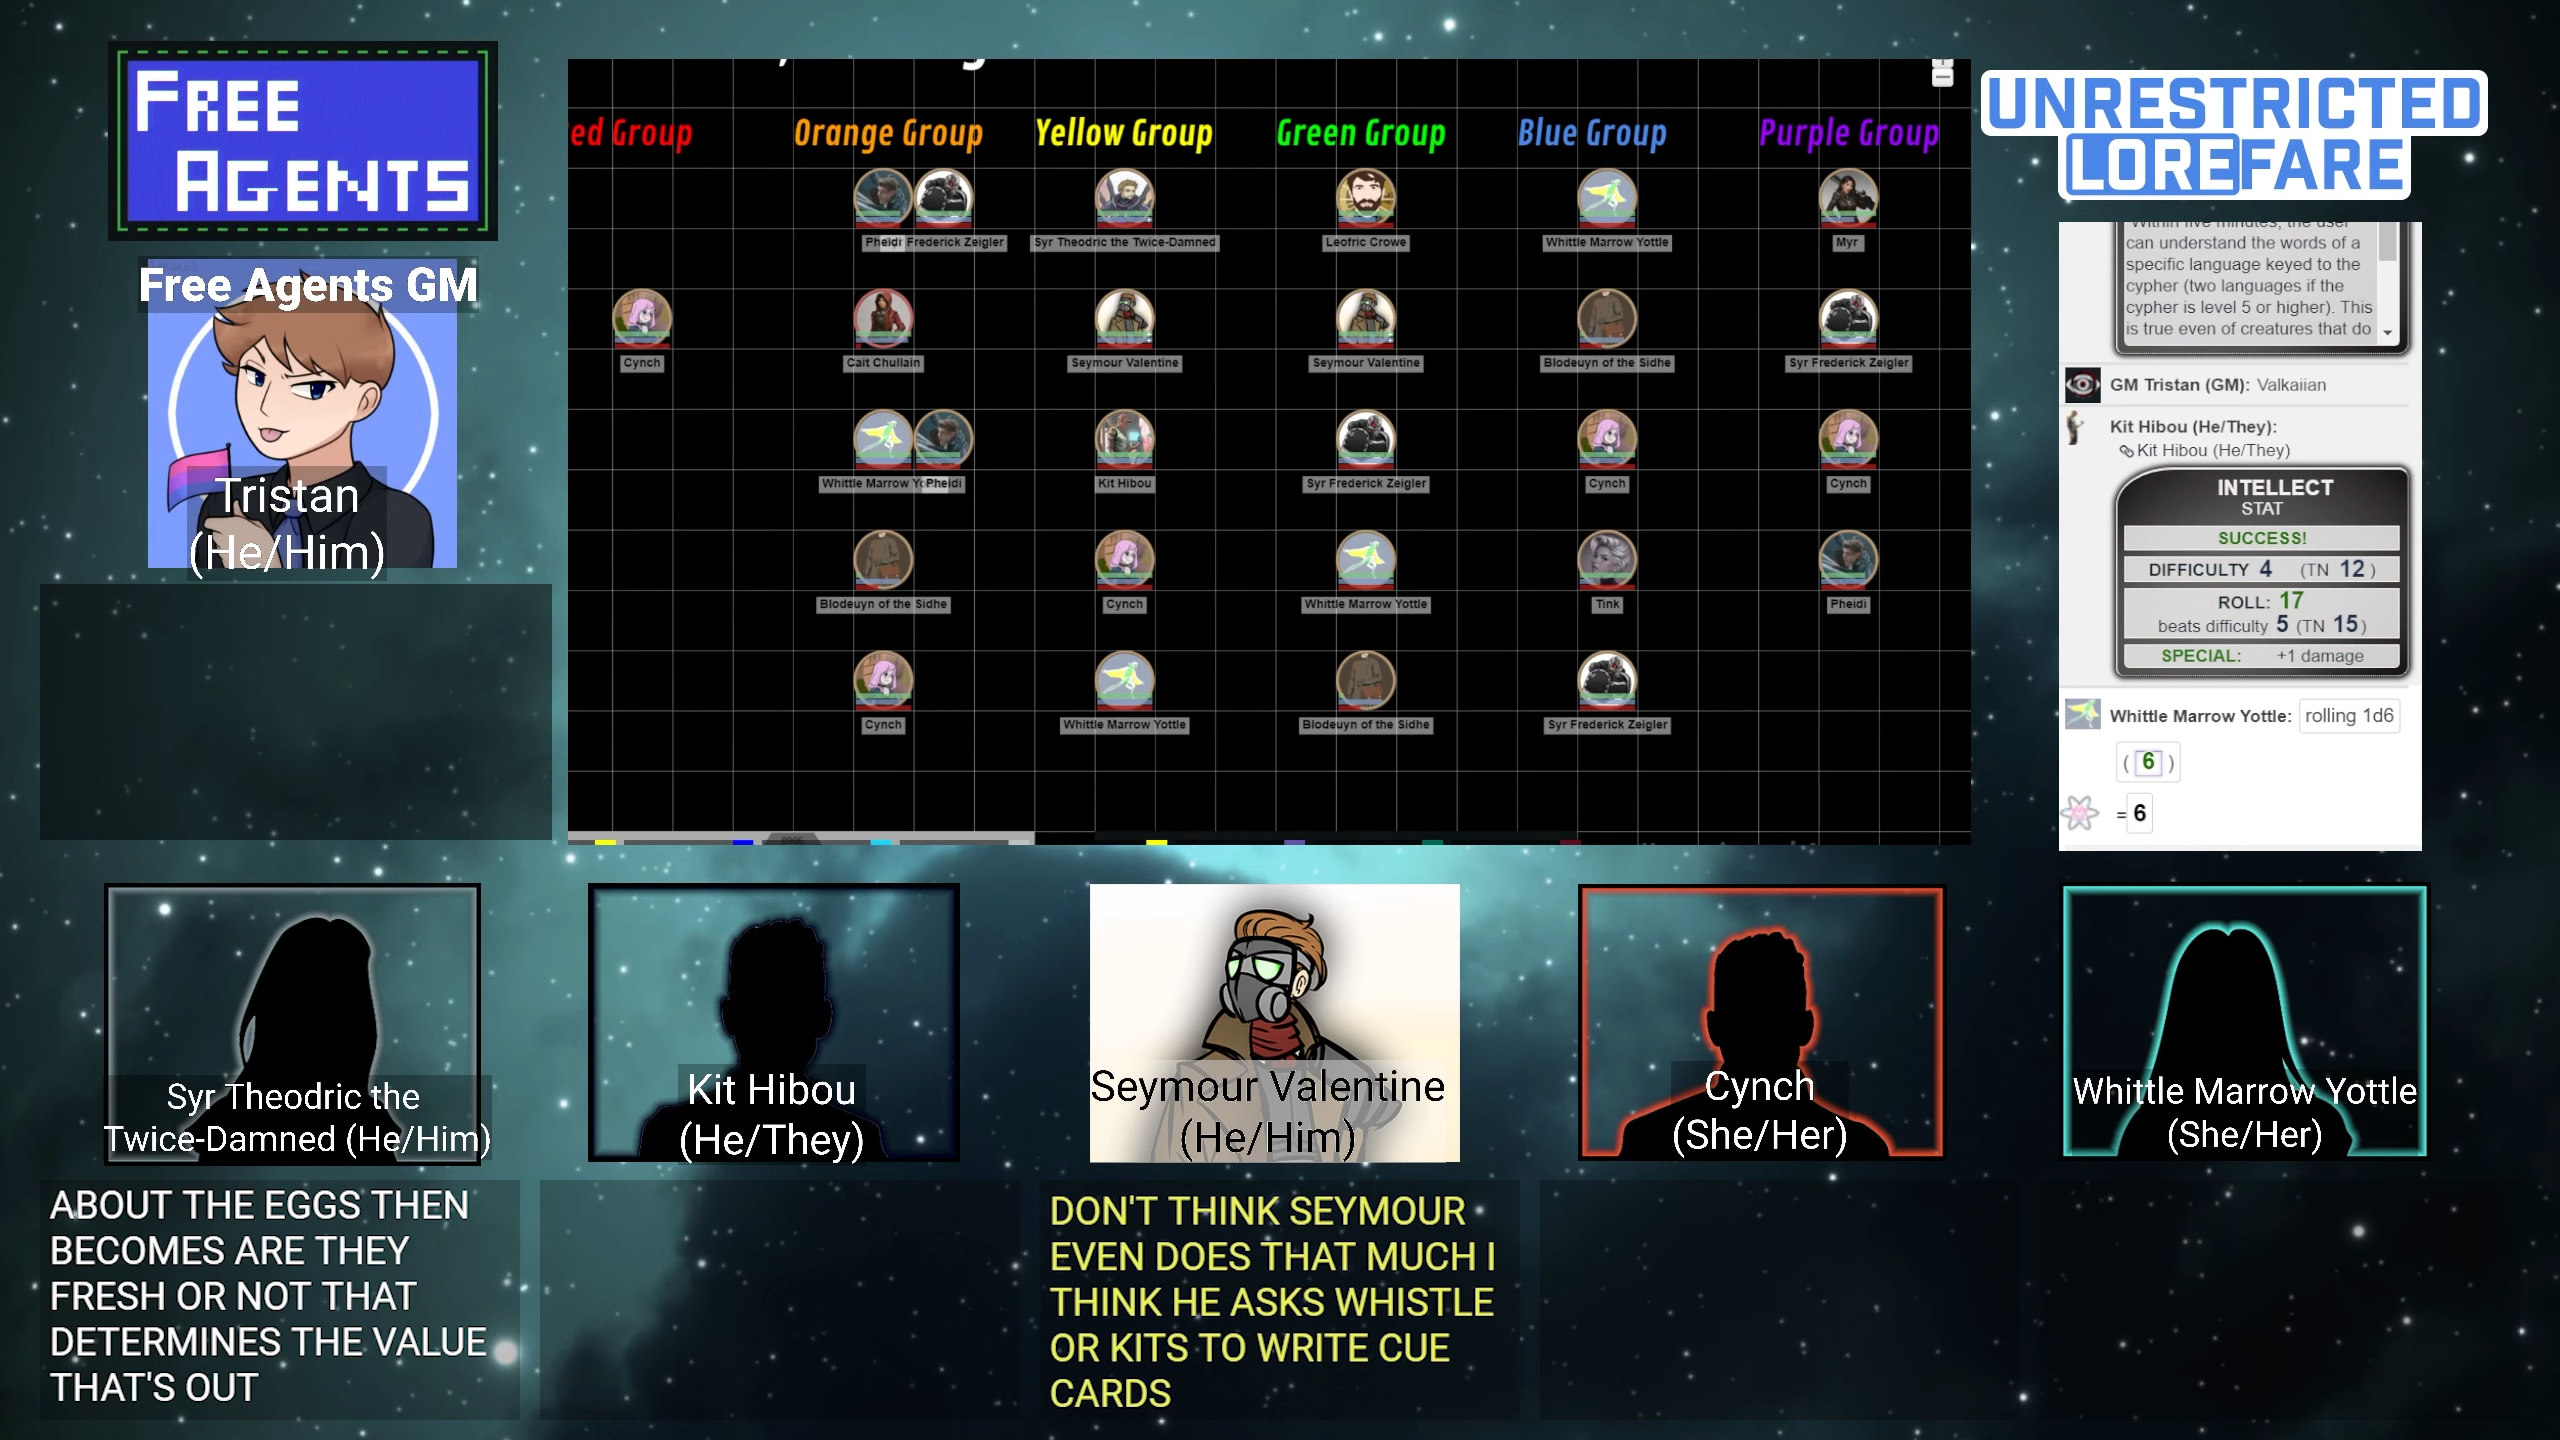 FREE
AGENTS
Free Agents GM
Tristan
(He/Him)
ed Group
Orange Group
Yellow Group
Green Group
Blue Group
Purple Group
Pheidi Frederick Zeigler
Syr Theodric the Twice-Damned
Leofric Crowe
Whittle Marrow Yottle
Myr
Cynch
Cait Chullain
Seymour Valentine
Seymour Valentine
Blodeuyn of the Sidhe
Syr Frederick Zeigler
Whittle Marrow Yo Pheidi
Kit Hibou
Syr Frederick Zeigler
Cynch
Cynch
Blodeuyn of the Sidhe
Cynch
Whittle Marrow Yottle
Tink
Pheidi
Cynch
Whittle Marrow Yottle
Blodeuyn of the Sidhe
Syr Frederick Zeigler
UNRESTRICTED
LOREFARE
Within five minutes, the user
can understand the words of a
specific language keyed to the
cypher (two languages if the
cypher is level 5 or higher). This
is true even of creatures that do
GM Tristan (GM): Valkaiian
Kit Hibou (He/They):
Kit Hibou (He/They)
INTELLECT
STAT
SUCCESS!
DIFFICULTY 4 (TN 12 )
ROLL: 17
beats difficulty 5 (TN 15)
SPECIAL: +1 damage
Whittle Marrow Yottle: rolling 1d6
( 6 )
= 6
Syr Theodric the
Twice-Damned (He/Him)
Kit Hibou
(He/They)
Seymour Valentine
(He/Him)
Cynch
(She/Her)
Whittle Marrow Yottle
(She/Her)
ABOUT THE EGGS THEN
BECOMES ARE THEY
FRESH OR NOT THAT
DETERMINES THE VALUE
THAT'S OUT
DON'T THINK SEYMOUR
EVEN DOES THAT MUCH I
THINK HE ASKS WHISTLE
OR KITS TO WRITE CUE
CARDS